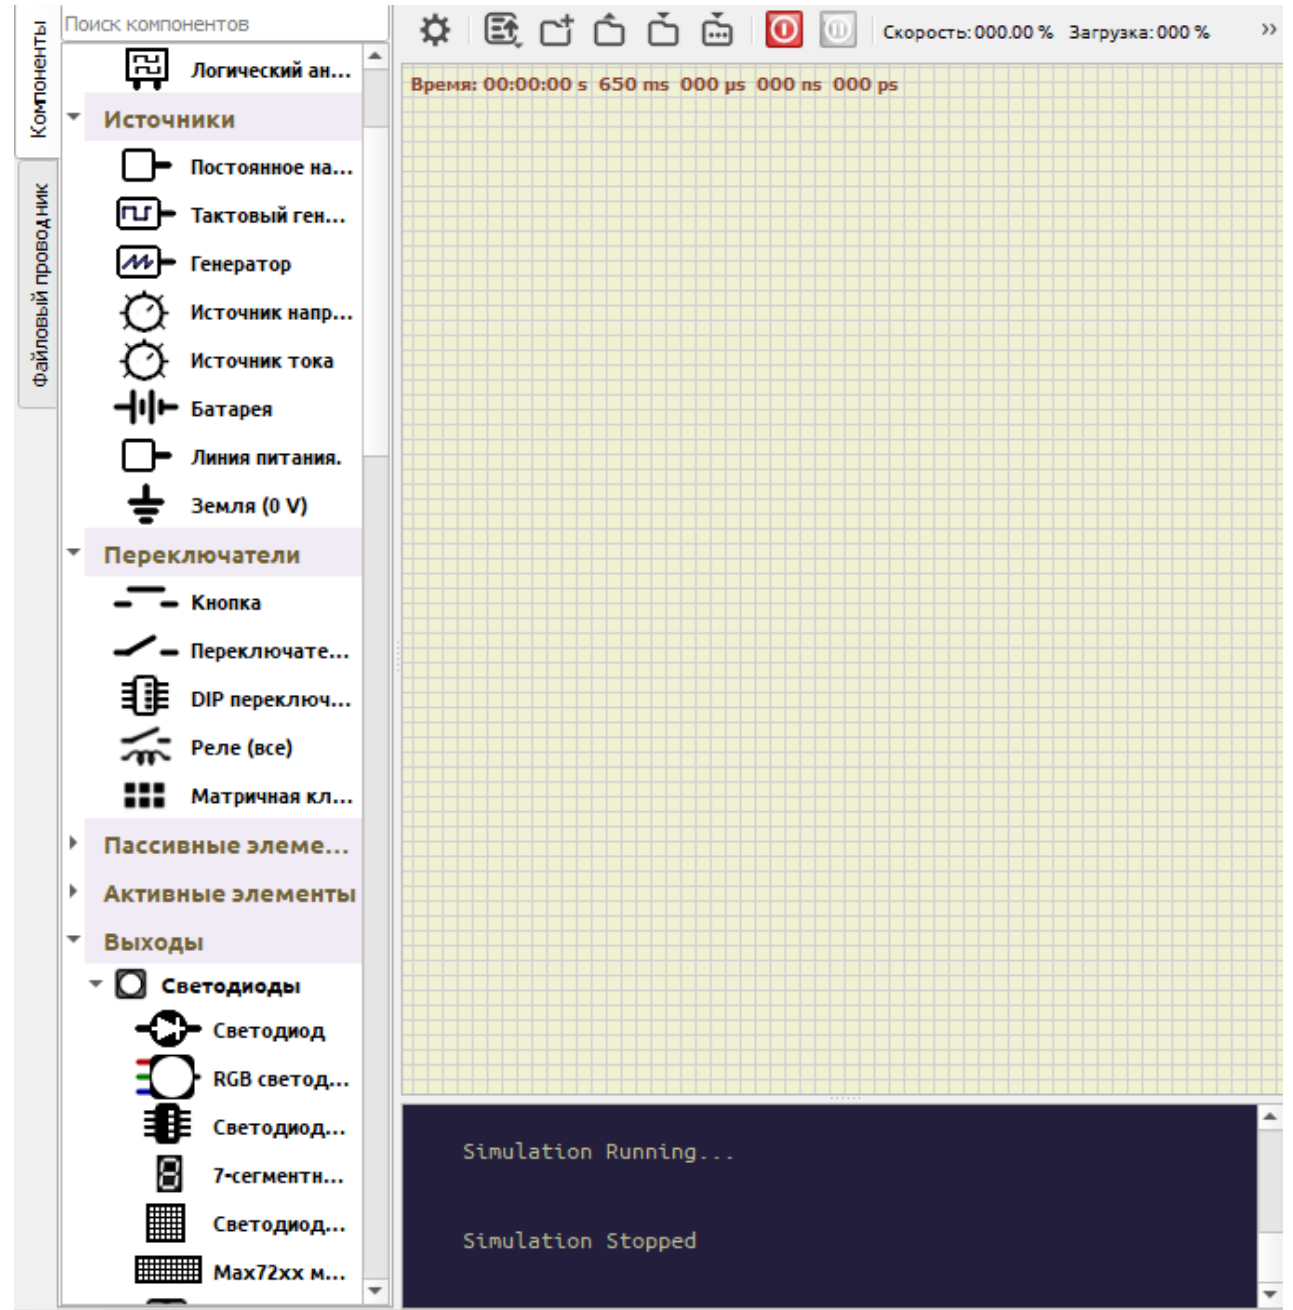 Компоненты
Файловый проводник
Поиск компонентов
Логический ан...
Источники
Постоянное на...
Тактовый ген...
Генератор
Источник напр...
Источник тока
Батарея
Линия питания.
Земля (0 V)
Переключатели
Кнопка
Переключате...
DIP переключ...
Реле (все)
Матричная кл...
Пассивные элеме...
Активные элементы
Выходы
Светодиоды
Светодиод
RGB светод...
Светодиод...
7-сегментн...
Светодиод...
Max72xx м...
Скорость: 000.00 % Загрузка: 000 % »
Время: 00:00:00 s 650 ms 000 µs 000 ns 000 ps
Simulation Running...
Simulation Stopped